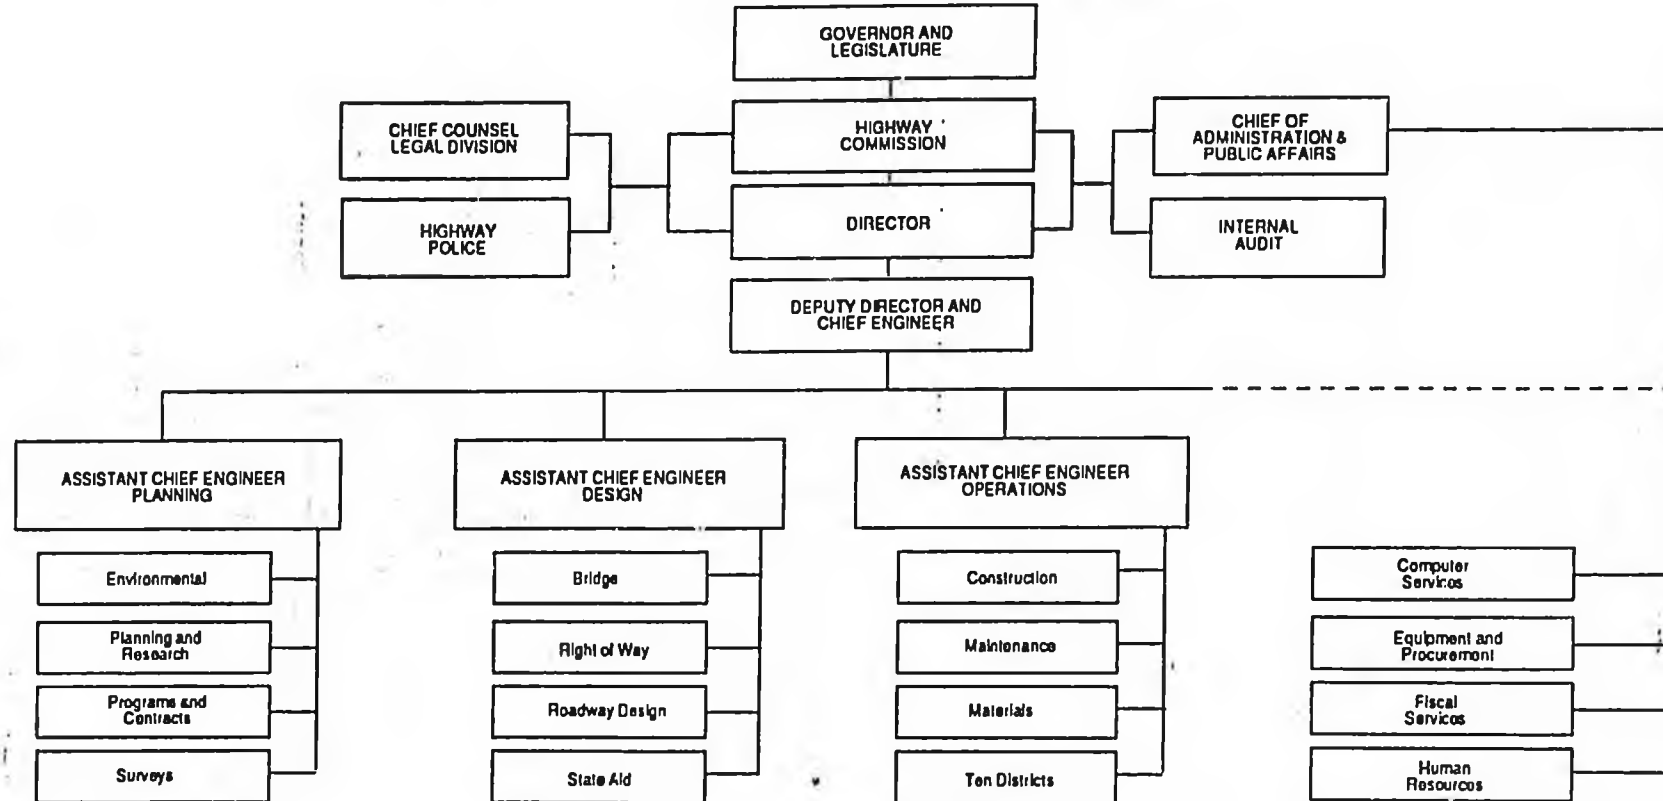 GOVERNOR AND
LEGISLATURE
CHIEF COUNSEL
LEGAL DIVISION
HIGHWAY
COMMISSION
CHIEF OF
ADMINISTRATION &
PUBLIC AFFAIRS
HIGHWAY
POLICE
DIRECTOR
INTERNAL
AUDIT
DEPUTY DIRECTOR AND
CHIEF ENGINEER
ASSISTANT CHIEF ENGINEER
PLANNING
ASSISTANT CHIEF ENGINEER
DESIGN
ASSISTANT CHIEF ENGINEER
OPERATIONS
Environmental
Planning and
Research
Programs and
Contracts
Surveys
Bridge
Right of Way
Roadway Design
State Aid
Construction
Maintenance
Materials
Ten Districts
Computer
Services
Equipment and
Procurement
Fiscal
Services
Human
Resources